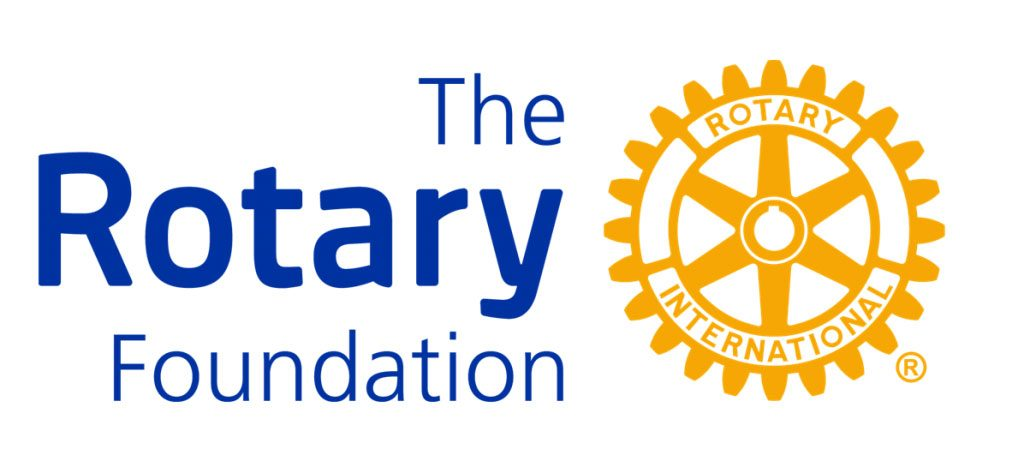 The
Rotary
Foundation
ROTARY
INTERNATIONAL
®